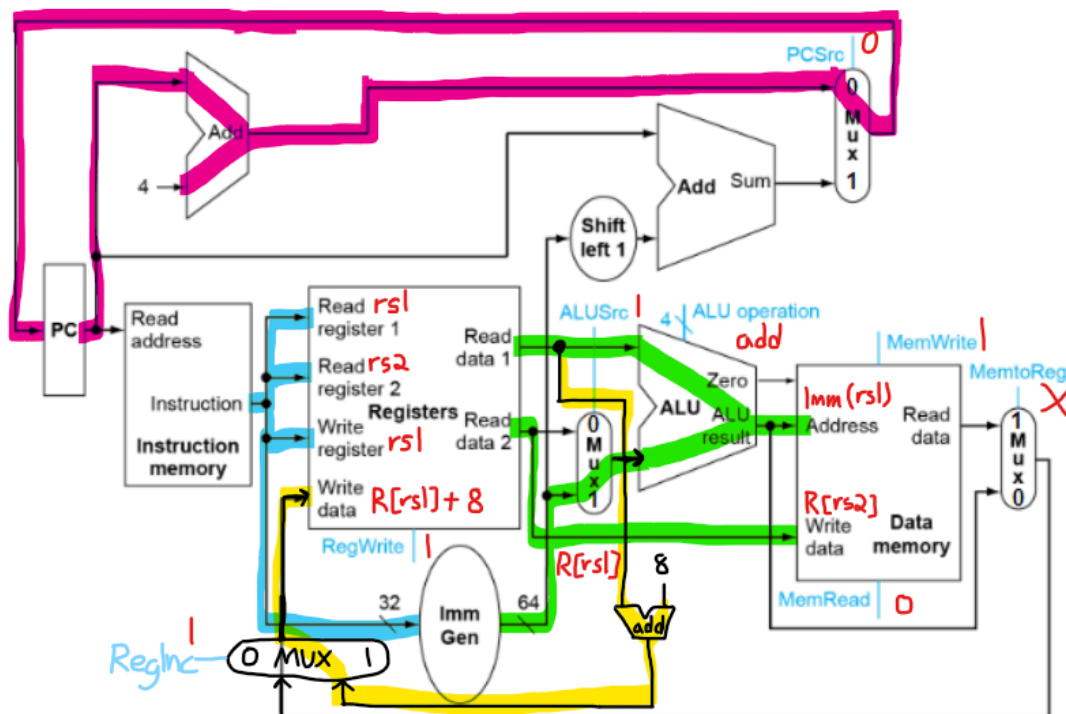 0
PCSrc
0
Mux
1
Add
4
Add Sum
Shift
left 1
PC
Read
address
Instruction
Instruction
memory
Read rs1
register 1
Read rs2
register 2
Registers
Write rs1
register
Write R[rs1] + 8
data
Read
data 1
Read
data 2
RegWrite 1
ALUSrc 1
0
Mux
1
4 ALU operation
add
Zero
ALU
ALU
result
MemWrite 1
Imm(rs1)
Address
Read
data
R[rs2]
Write
data
Data
memory
MemRead 0
MemtoReg
X
1
Mux
0
R[rs1]
8
add
32
Imm
Gen
64
RegInc 1
0 MUX 1